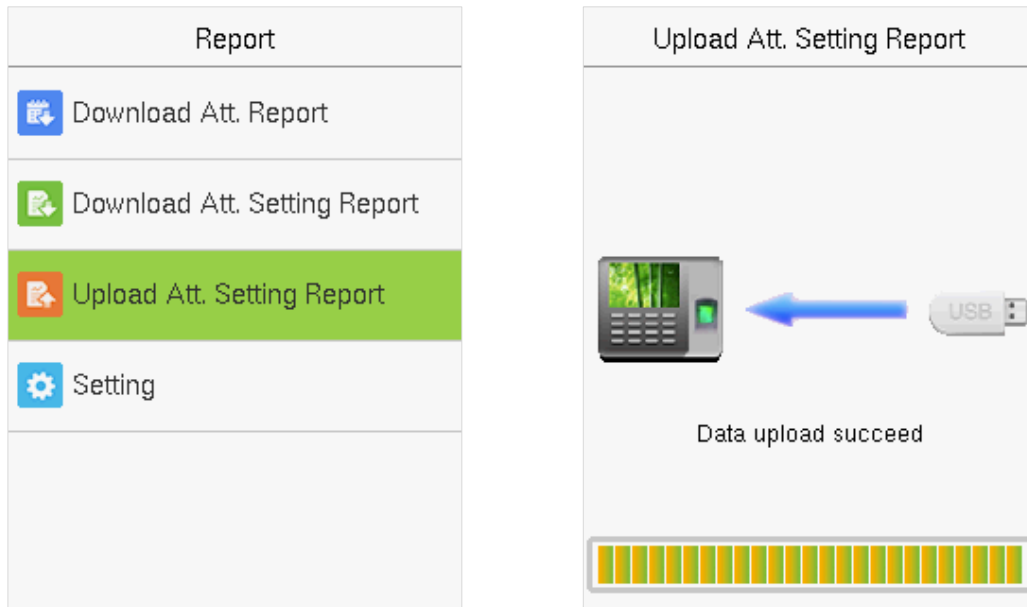 Report
Download Att. Report
Download Att. Setting Report
Upload Att. Setting Report
Setting
Upload Att. Setting Report
USB
Data upload succeed